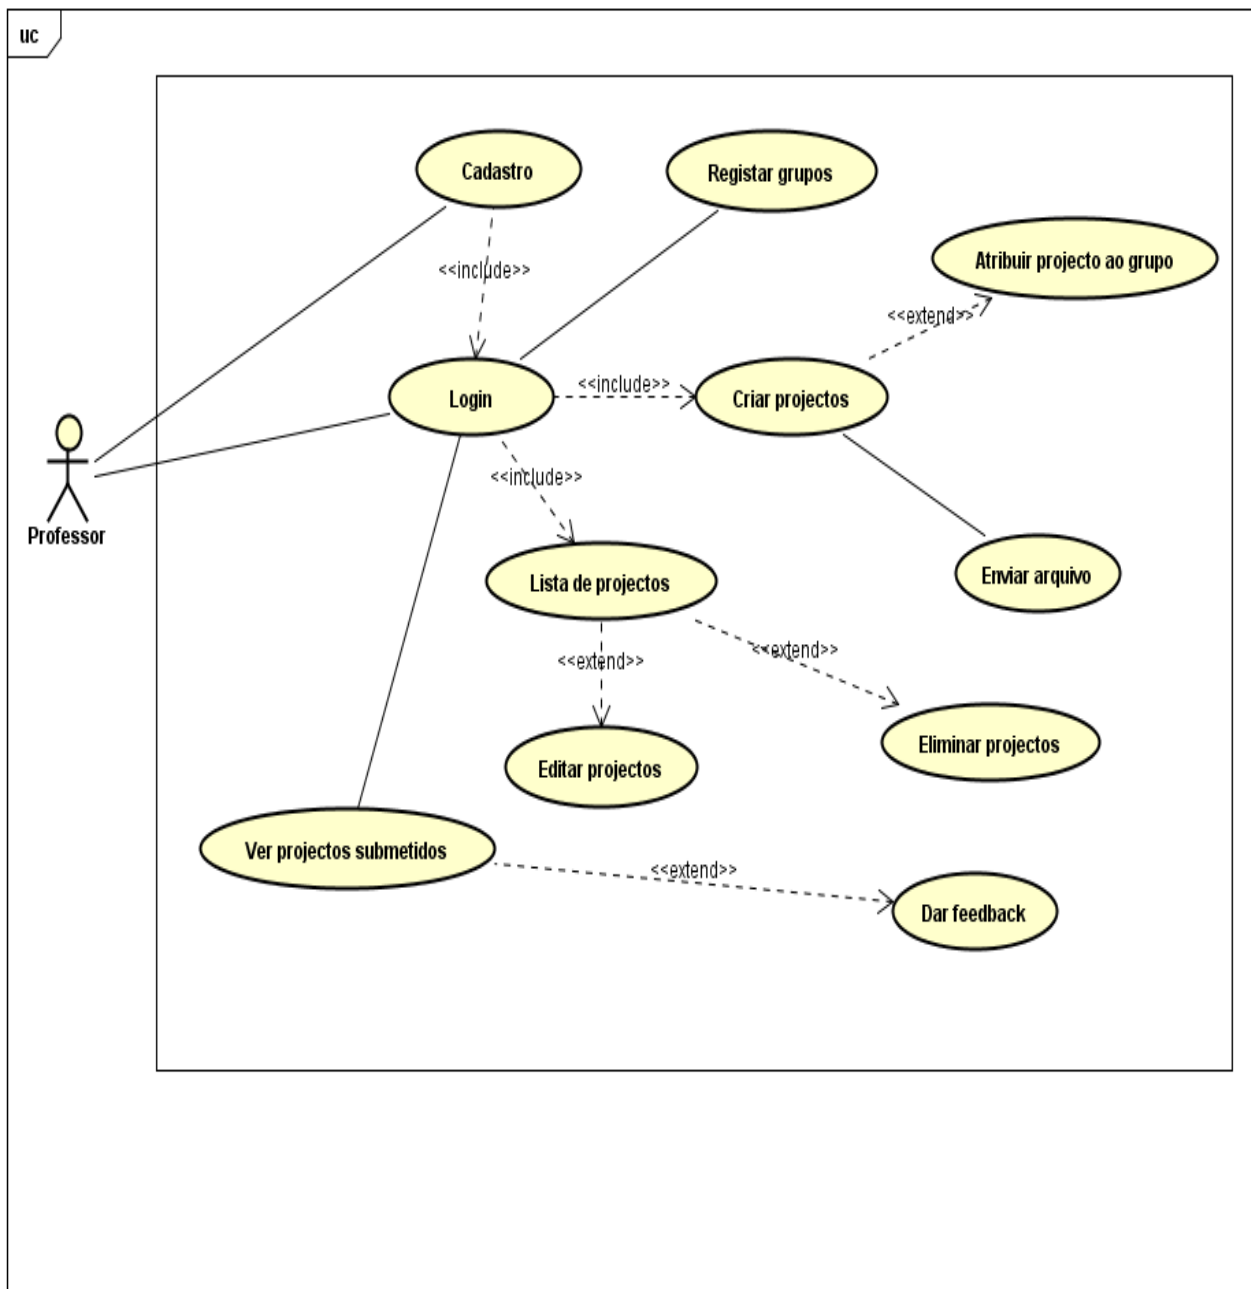 uc
Cadastro
Registar grupos
Atribuir projecto ao grupo
<<include>>
<<extend>>
Login
<<include>>
Criar projectos
Professor
<<include>>
Lista de projectos
Enviar arquivo
<<extend>>
<<extend>>
Editar projectos
Eliminar projectos
Ver projectos submetidos
<<extend>>
Dar feedback